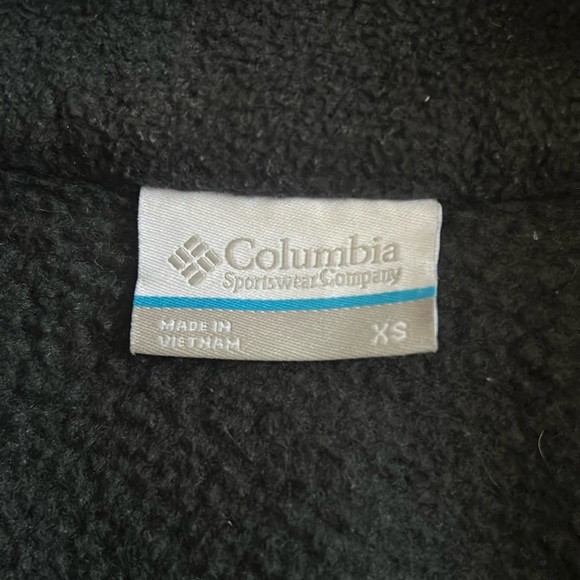 Columbia
Sportswear Company
MADE IN
VIETNAM
XS